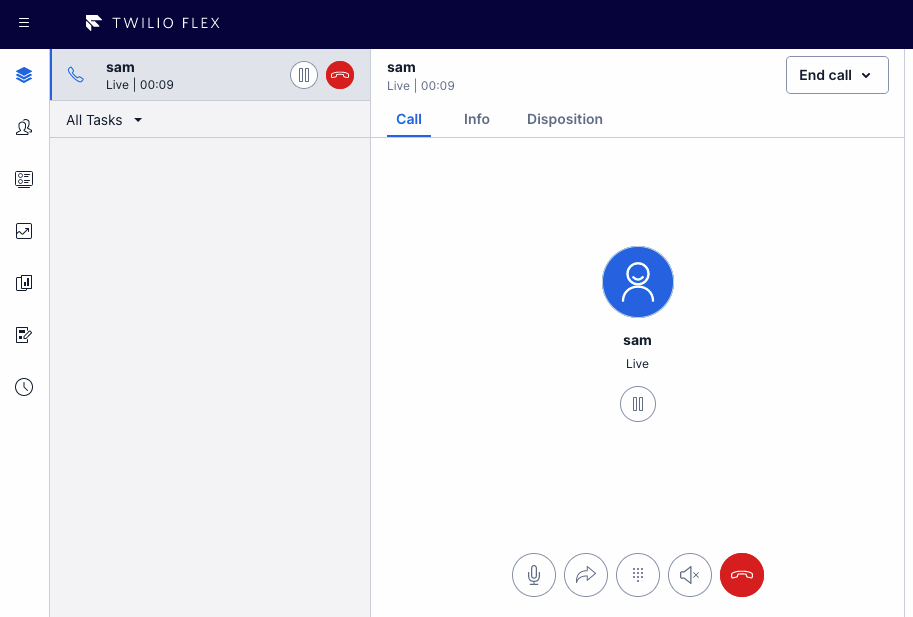 TWILIO FLEX
sam
Live | 00:09
All Tasks
sam
Live | 00:09
End call
Call Info Disposition
sam
Live